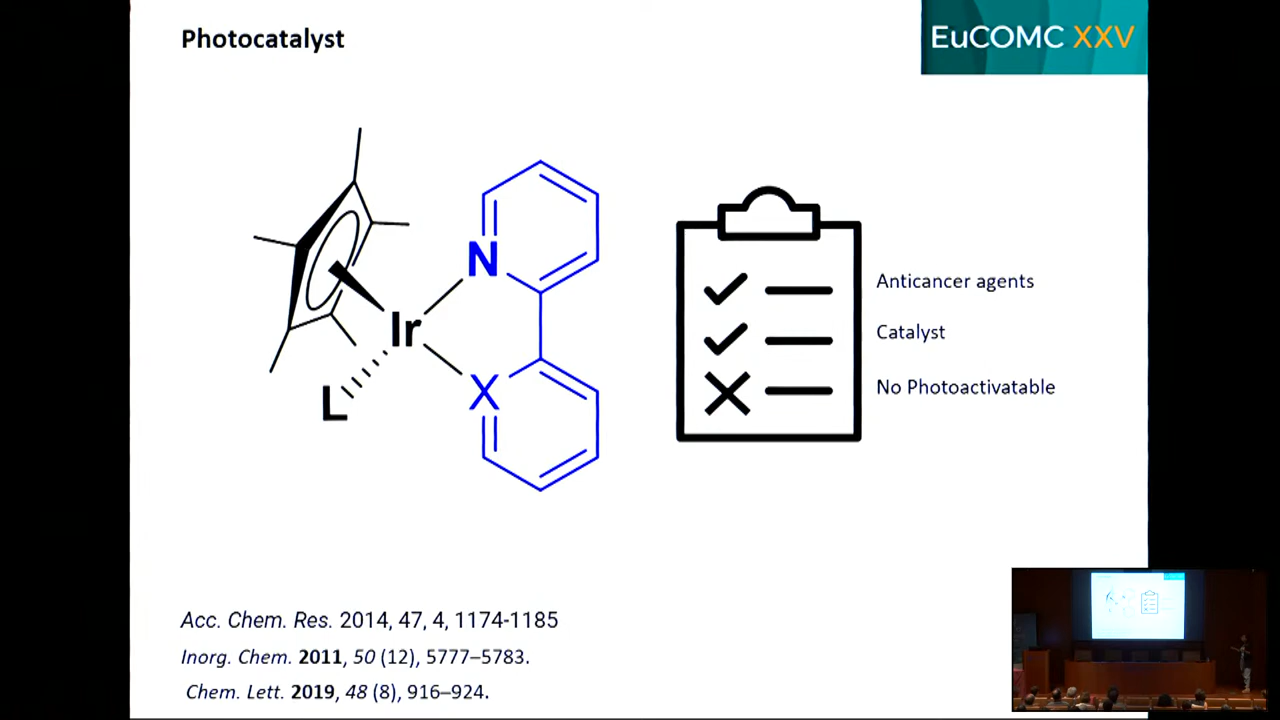 Photocatalyst
EuCOMC XXV
N
Ir
X
L
Anticancer agents
Catalyst
No Photoactivatable
Acc. Chem. Res. 2014, 47, 4, 1174-1185
Inorg. Chem. 2011, 50 (12), 5777–5783.
Chem. Lett. 2019, 48 (8), 916–924.